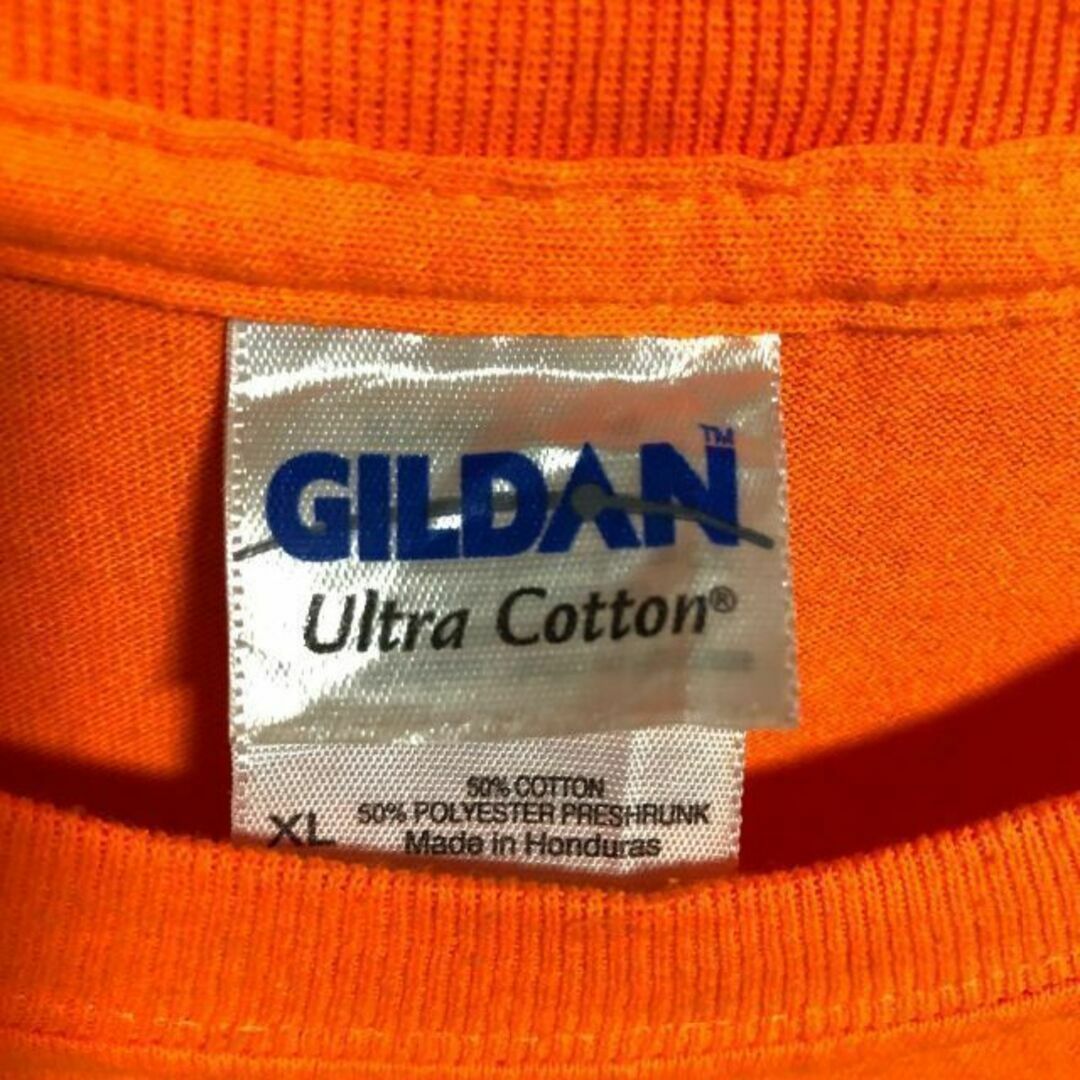 GILDAN™
Ultra Cotton®
50% COTTON
50% POLYESTER PRESHRUNK
XL
Made in Honduras